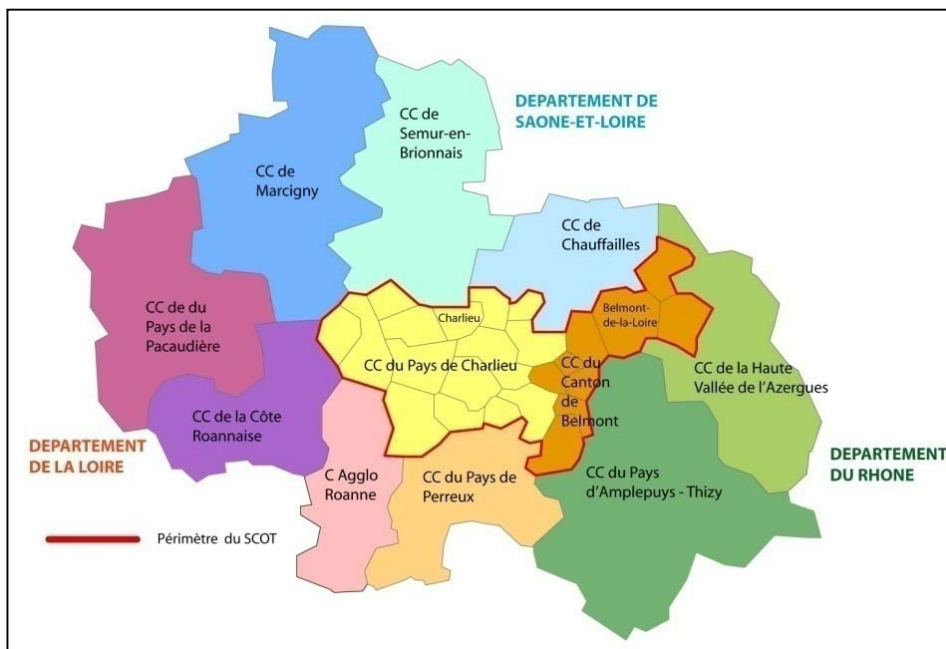 CC de
Semur-en-
Brionnais
DEPARTEMENT DE
SAONE-ET-LOIRE
CC de
Marcigny
CC de
Chauffailles
CC de du
Pays de la
Pacaudière
Charlieu
Belmont-
de-la-Loire
CC du Pays de Charlieu
CC du
Canton
de
Belmont
CC de la Haute
Vallée de l'Azergues
CC de la Côte
Roannaise
DEPARTEMENT
DE LA LOIRE
C Agglo
Roanne
CC du Pays de
Perreux
CC du Pays
d'Amplepuys - Thizy
DEPARTEMENT
DU RHONE
Périmètre du SCOT